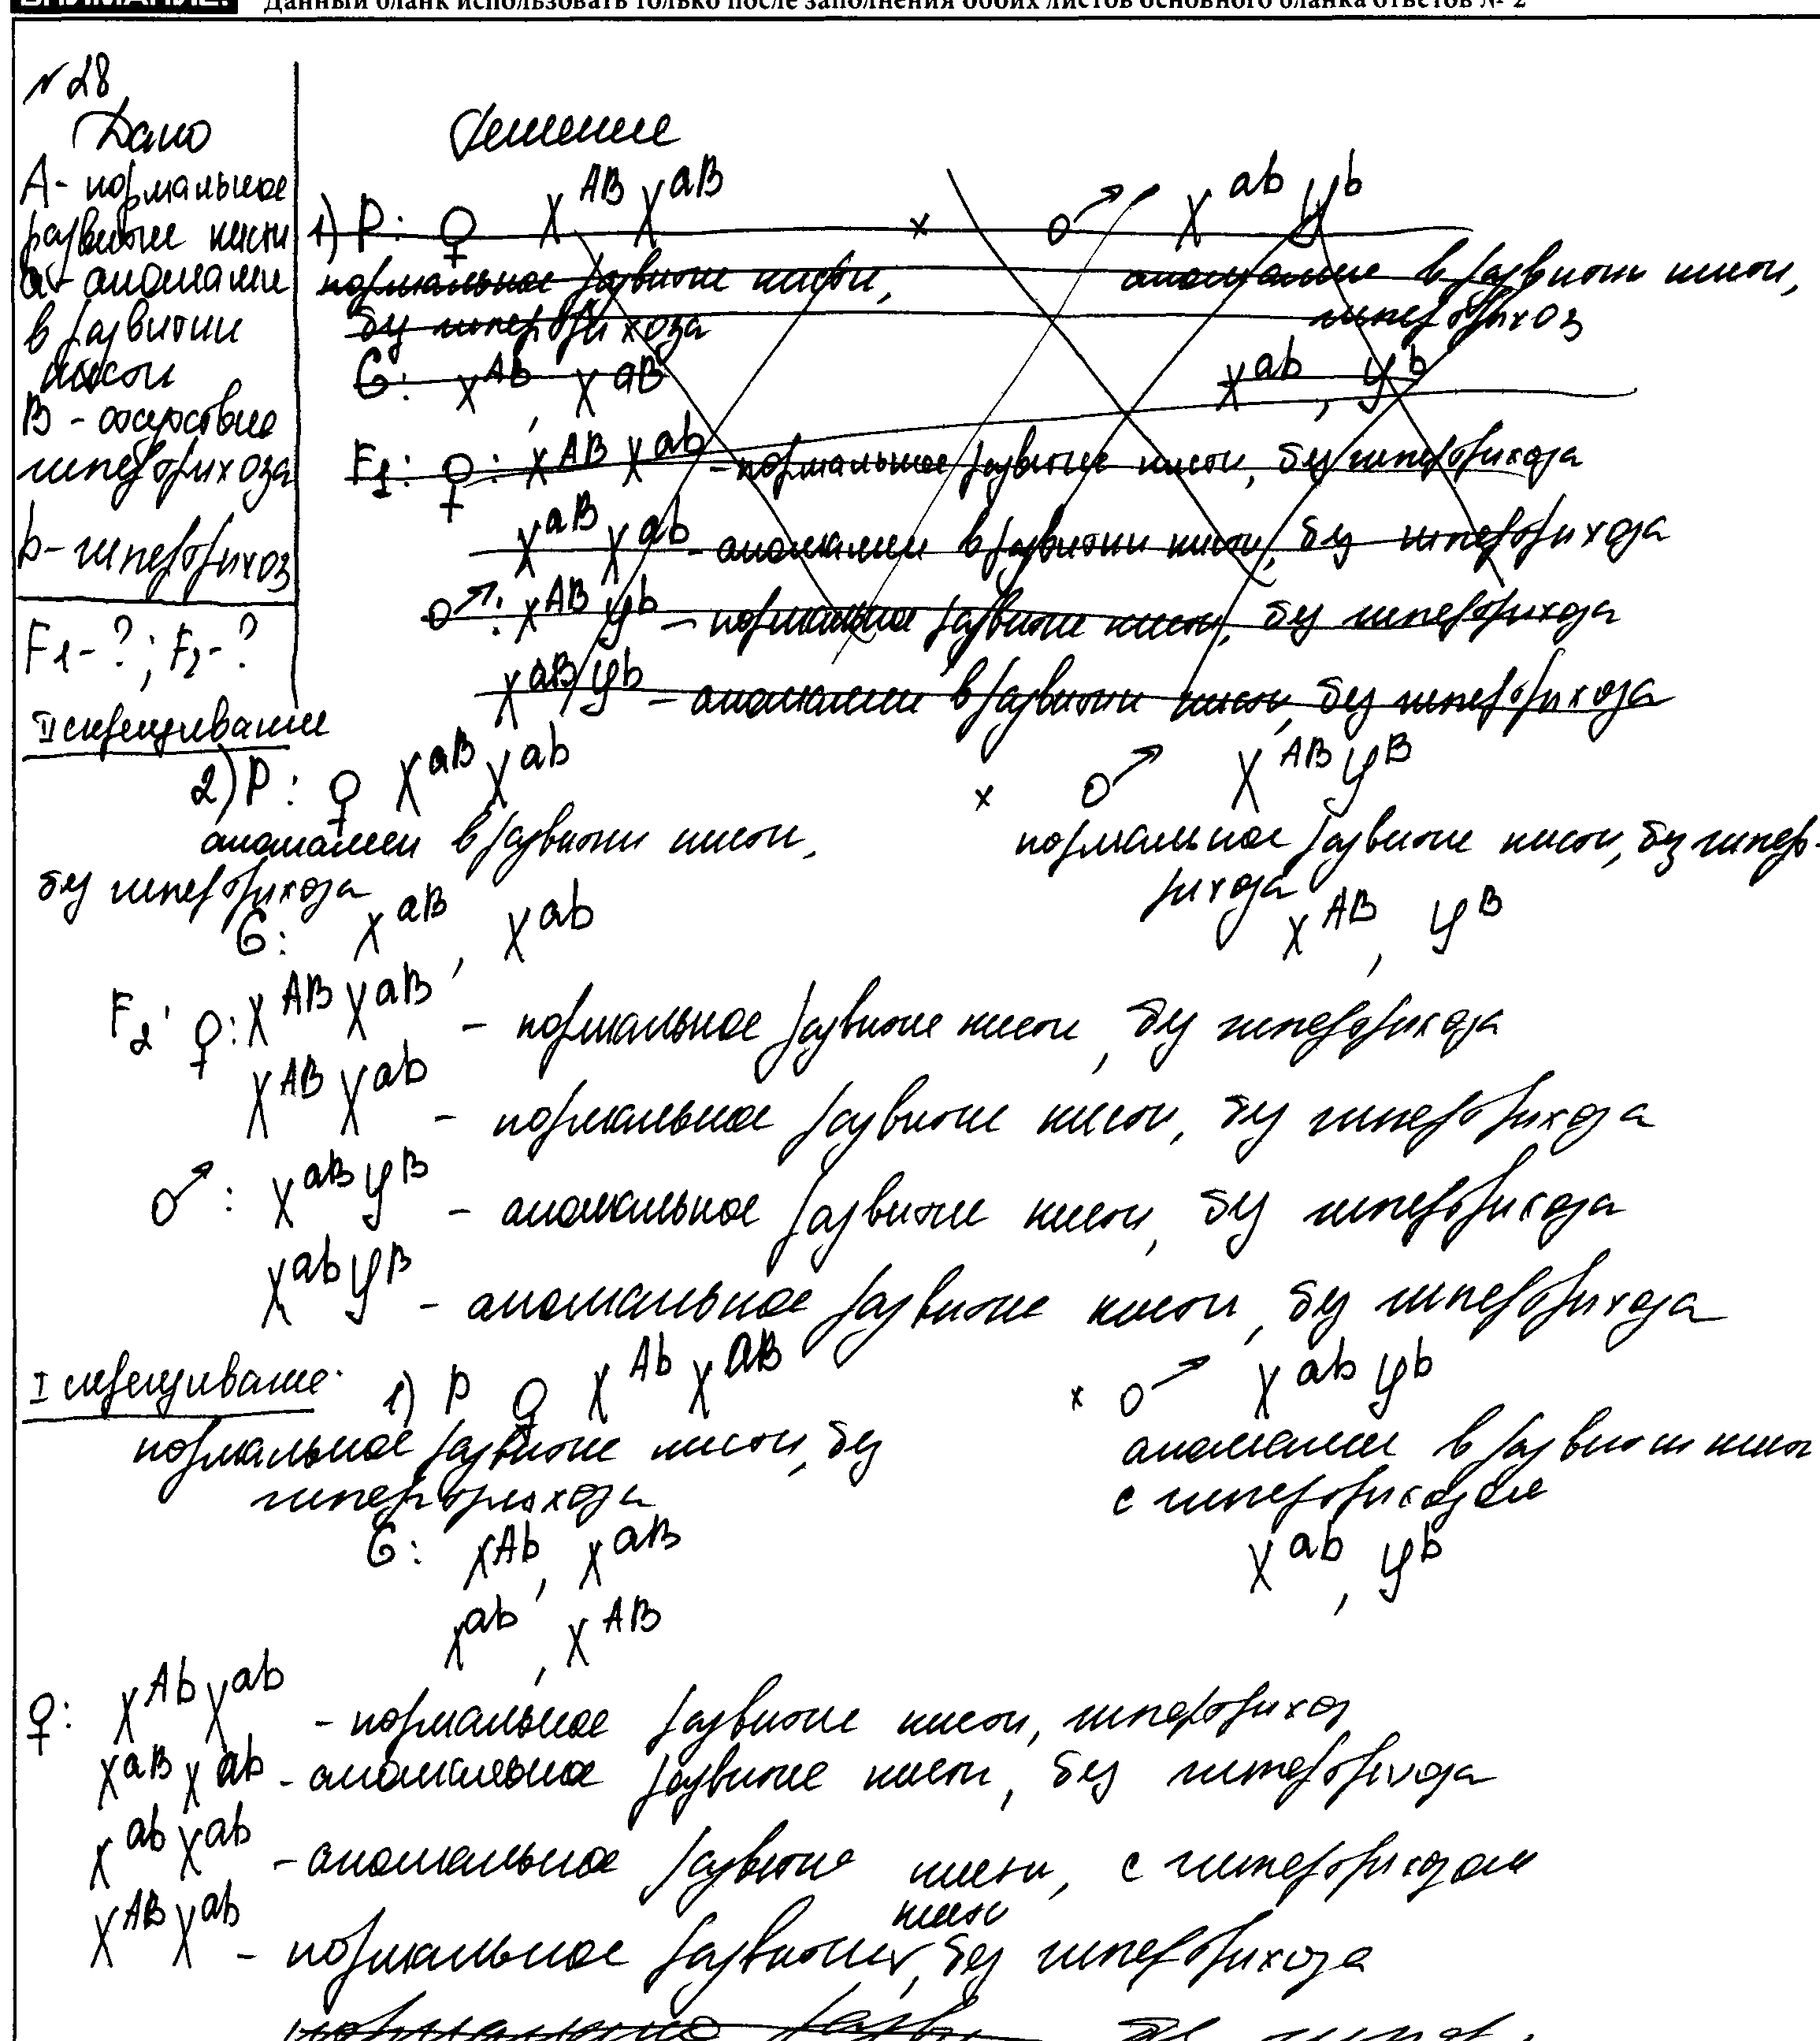 ВНИМАНИЕ! Данный бланк использовать только после заполнения обоих листов основного бланка ответов № 2
№28
Дано
А- нормальное
развитие кисти
а- аномалии
в развитии
кисти
В - отсутствие
гипертрихоза
b- гипертрихоз
F1-?; F2-?
Решение
1) P: ♀ X^AB X^aB x ♂ X^ab Y^b
нормальное развитие кисти, аномалие в развитии кисти,
без гипертрихоза гипертрихоз
G: X^Ab, X^aB X^ab, Y^b
F1: ♀: X^AB X^ab - нормальное развитие кисти, без гипертрихоза
X^aB X^ab - аномалии в развитии кисти, без гипертрихоза
♂: X^AB Y^b - нормальное развитие кисти, без гипертрихоза
X^aB Y^b - аномалии в развитии кисти, без гипертрихоза
II скрещивание
2) P: ♀ X^aB X^ab x ♂ X^AB Y^B
аномалии в развитии кисти, нормальное развитие кисти, без гиперт-
без гипертрихоза рихоза
G: X^aB, X^ab X^AB, Y^B
F2: ♀: X^AB X^aB - нормальное развитие кисти, без гипертрихоза
X^AB X^ab - нормальное развитие кисти, без гипертрихоза
♂: X^aB Y^B - аномальное развитие кисти, без гипертрихоза
X^ab Y^B - аномальное развитие кисти, без гипертрихоза
I скрещивание. 1) P ♀ X^Ab X^aB x ♂ X^ab Y^b
нормальное развитие кисти, без аномалии в развитии кисти
гипертрихоза с гипертрихозом
G: X^Ab, X^aB X^ab, Y^b
X^ab, X^AB
♀: X^Ab X^ab - нормальное развитие кисти, гипертрихоз
X^aB X^ab - аномальное развитие кисти, без гипертрихоза
X^ab X^ab - аномальное развитие кисти, с гипертрихозом
кисти
X^AB X^ab - нормальное развитие, без гипертрихоза